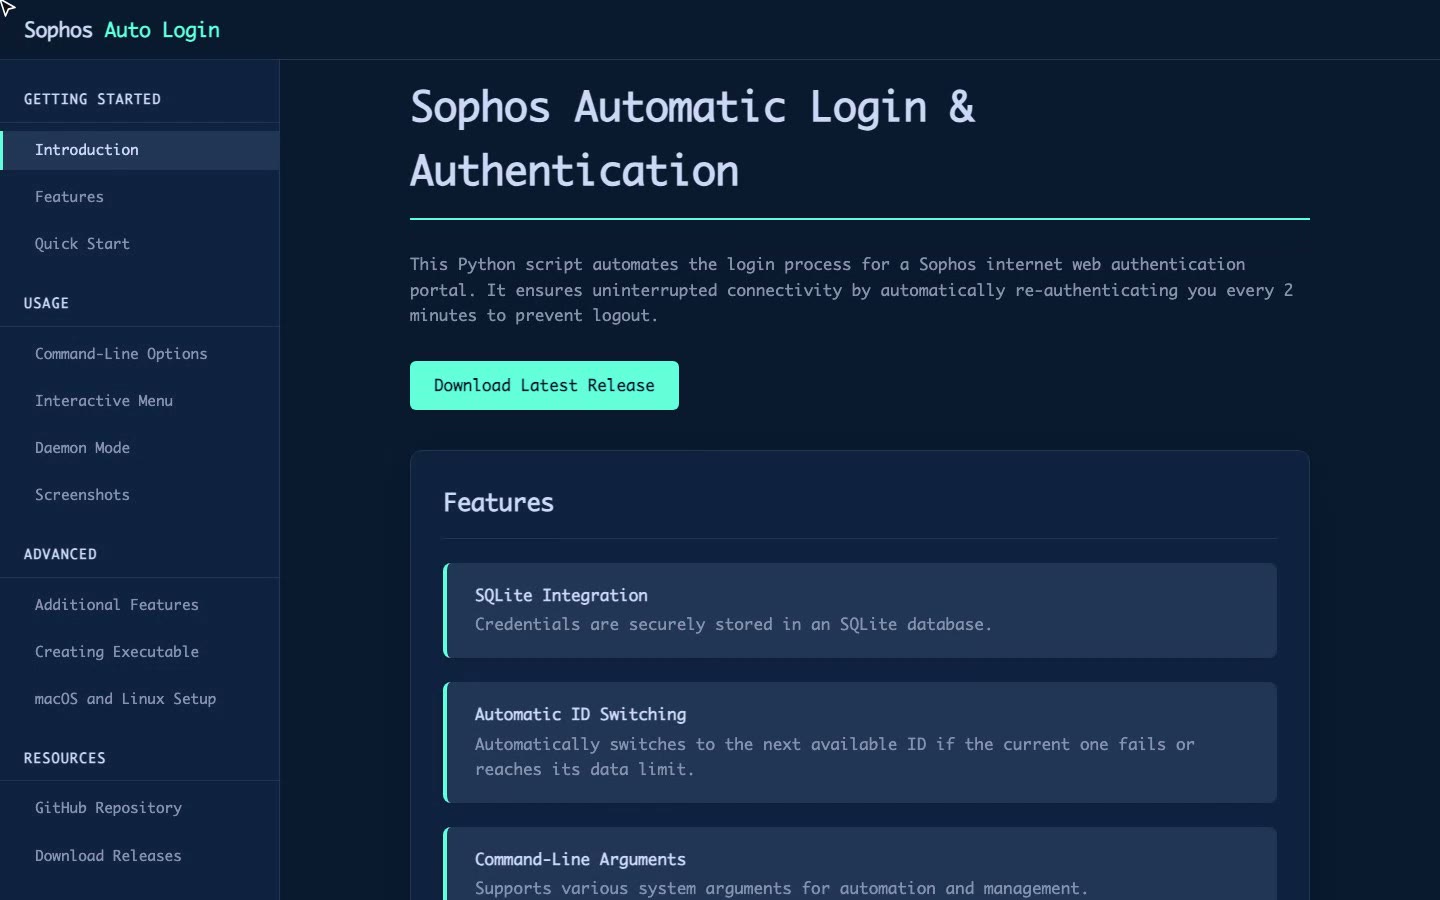 Sophos Auto Login
GETTING STARTED
Introduction
Features
Quick Start
USAGE
Command-Line Options
Interactive Menu
Daemon Mode
Screenshots
ADVANCED
Additional Features
Creating Executable
macOS and Linux Setup
RESOURCES
GitHub Repository
Download Releases
Sophos Automatic Login &
Authentication
This Python script automates the login process for a Sophos internet web authentication
portal. It ensures uninterrupted connectivity by automatically re-authenticating you every 2
minutes to prevent logout.
Download Latest Release
Features
SQLite Integration
Credentials are securely stored in an SQLite database.
Automatic ID Switching
Automatically switches to the next available ID if the current one fails or
reaches its data limit.
Command-Line Arguments
Supports various system arguments for automation and management.